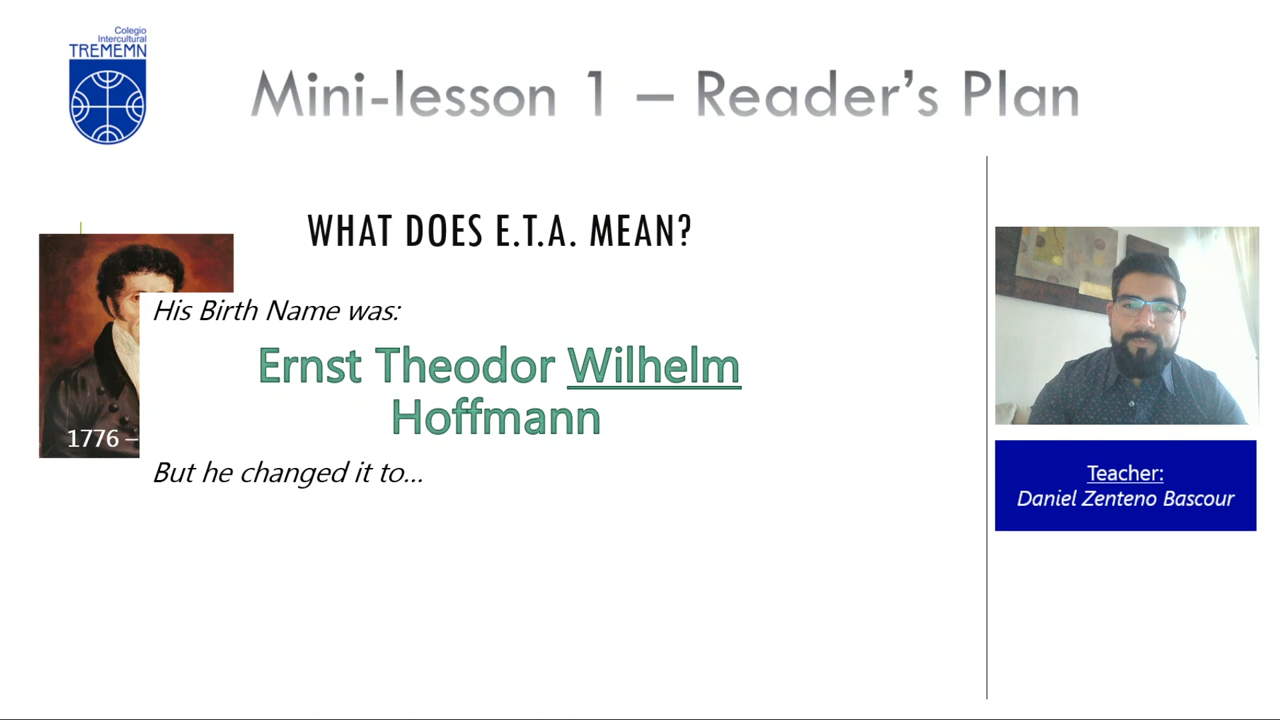 Colegio
Intercultural
TREMEMN
Mini-lesson 1 – Reader's Plan
WHAT DOES E.T.A. MEAN?
His Birth Name was:
Ernst Theodor Wilhelm
Hoffmann
1776 –
But he changed it to...
Teacher:
Daniel Zenteno Bascour